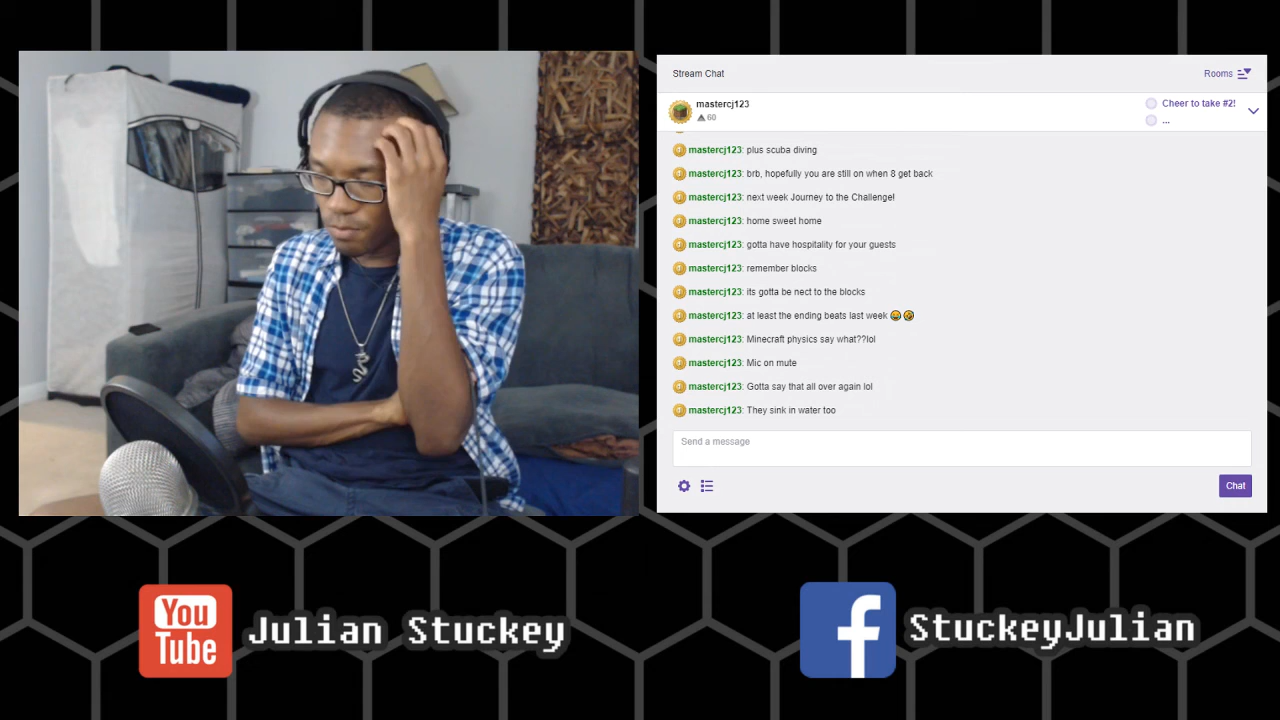 Stream Chat
Rooms
mastercj123
60
Cheer to take #2!
...
mastercj123: plus scuba diving
mastercj123: brb, hopefully you are still on when 8 get back
mastercj123: next week Journey to the Challenge!
mastercj123: home sweet home
mastercj123: gotta have hospitality for your guests
mastercj123: remember blocks
mastercj123: its gotta be nect to the blocks
mastercj123: at least the ending beats last week 😂 🤣
mastercj123: Minecraft physics say what??lol
mastercj123: Mic on mute
mastercj123: Gotta say that all over again lol
mastercj123: They sink in water too
Send a message
Chat
You
Tube
Julian Stuckey
f
StuckeyJulian